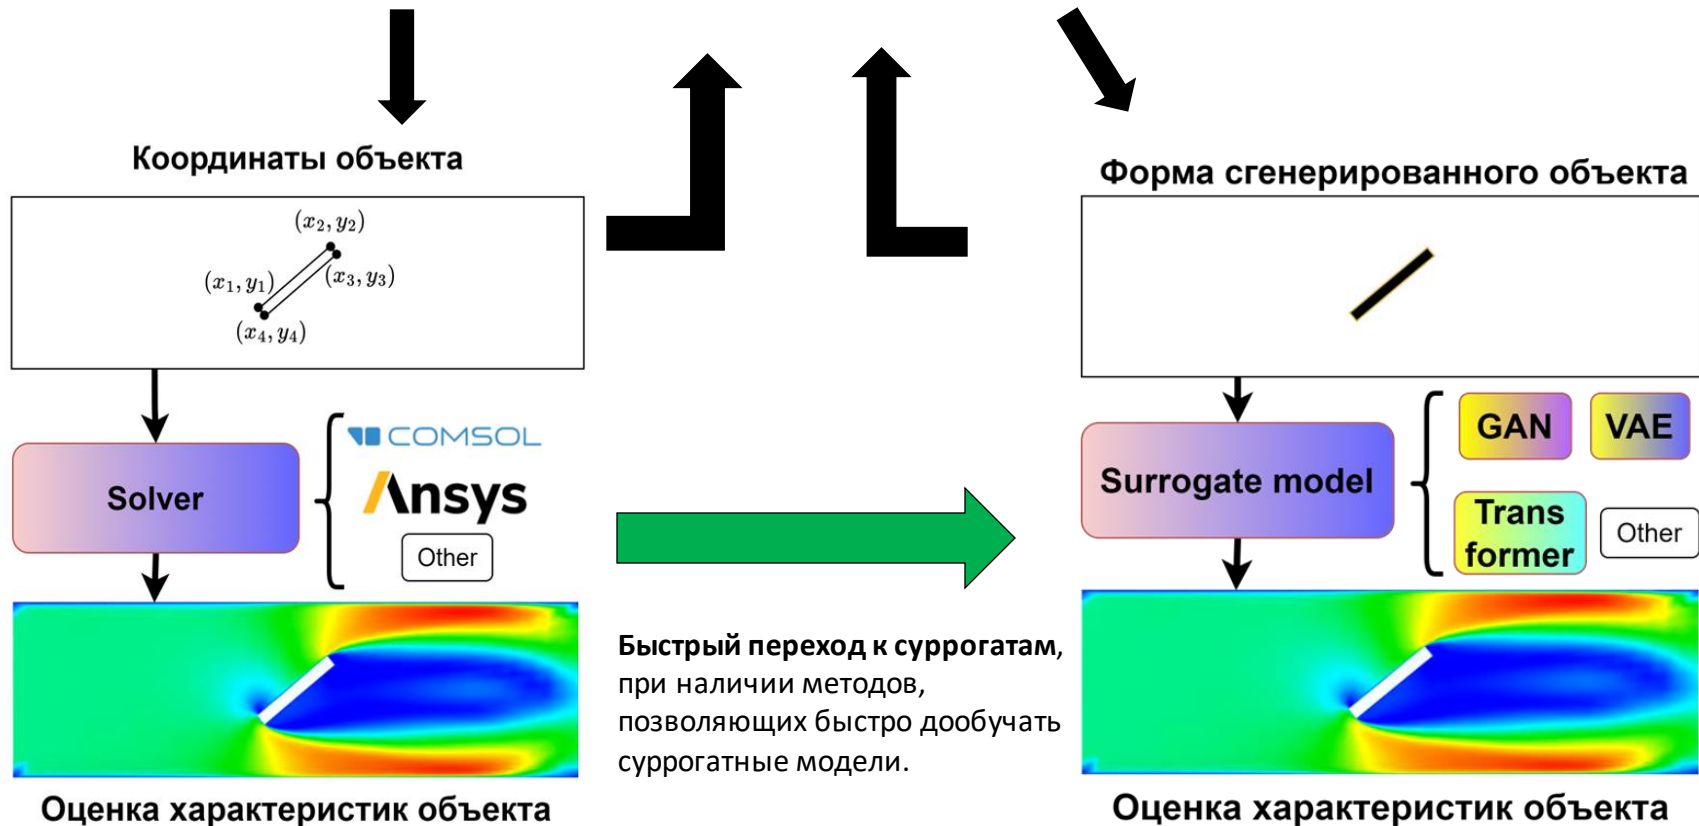 Координаты объекта
(x₂, y₂)
(x₁, y₁)
(x₃, y₃)
(x₄, y₄)
Solver
COMSOL
Ansys
Other
Оценка характеристик объекта
Быстрый переход к суррогатам,
при наличии методов,
позволяющих быстро дообучать
суррогатные модели.
Форма сгенерированного объекта
Surrogate model
GAN
VAE
Trans
former
Other
Оценка характеристик объекта